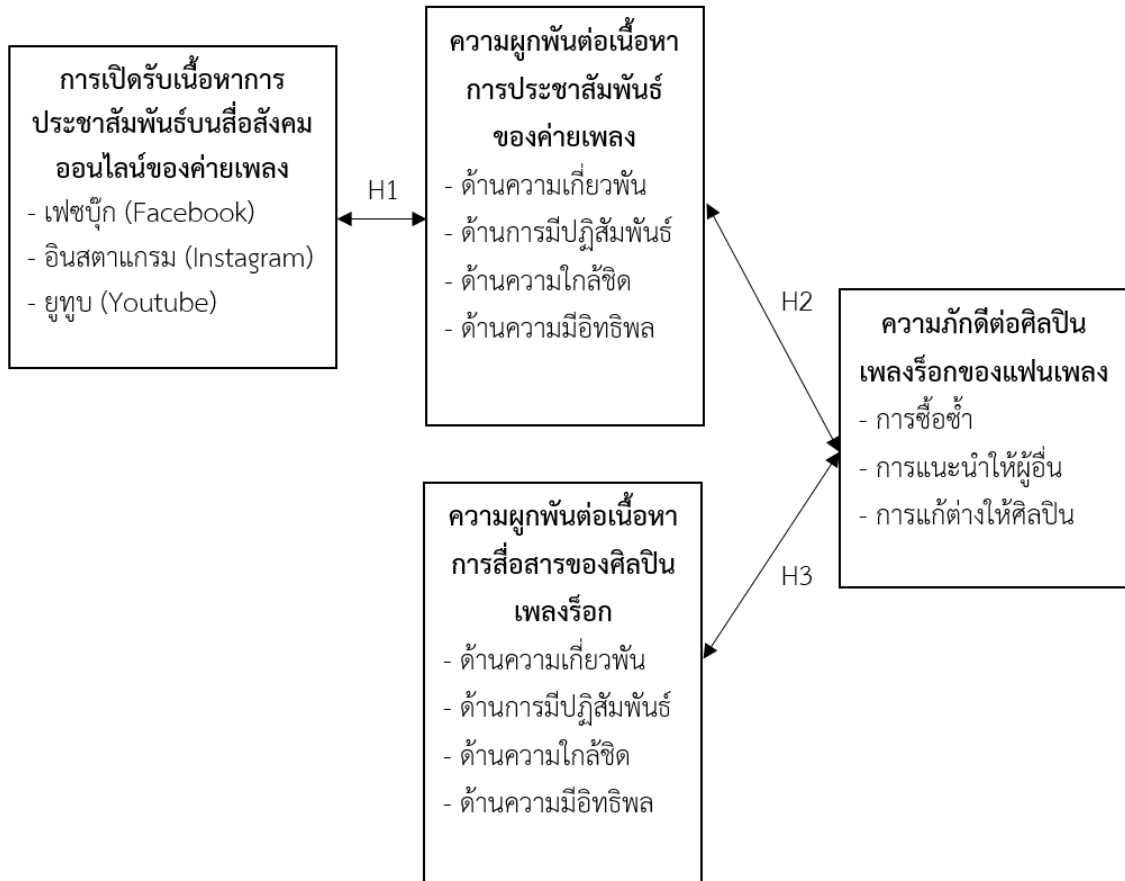 การเปิดรับเนื้อหาการ
ประชาสัมพันธ์บนสื่อสังคม
ออนไลน์ของค่ายเพลง
- เฟซบุ๊ก (Facebook)
- อินสตาแกรม (Instagram)
- ยูทูบ (Youtube)
H1
ความผูกพันต่อเนื้อหา
การประชาสัมพันธ์
ของค่ายเพลง
- ด้านความเกี่ยวพัน
- ด้านการมีปฏิสัมพันธ์
- ด้านความใกล้ชิด
- ด้านความมีอิทธิพล
H2
ความภักดีต่อศิลปิน
เพลงร็อกของแฟนเพลง
- การซื้อซ้ำ
- การแนะนำให้ผู้อื่น
- การแก้ต่างให้ศิลปิน
H3
ความผูกพันต่อเนื้อหา
การสื่อสารของศิลปิน
เพลงร็อก
- ด้านความเกี่ยวพัน
- ด้านการมีปฏิสัมพันธ์
- ด้านความใกล้ชิด
- ด้านความมีอิทธิพล